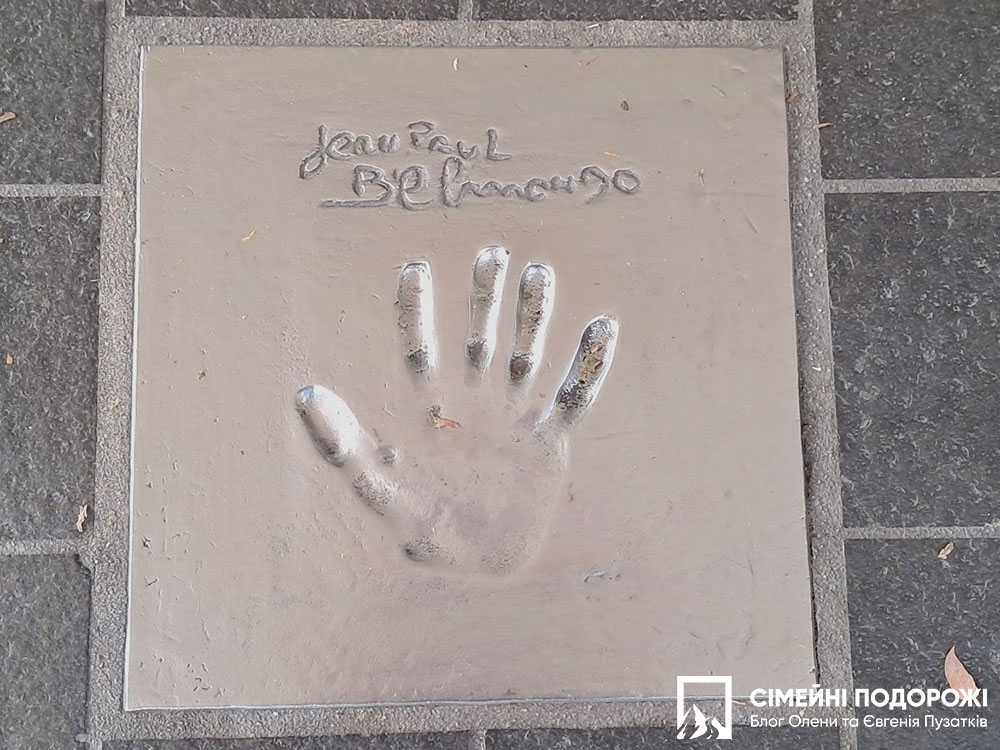 Jean Paul
Belmondo
СІМЕЙНІ ПОДОРОЖІ
Блог Олени та Євгенія Пузатків